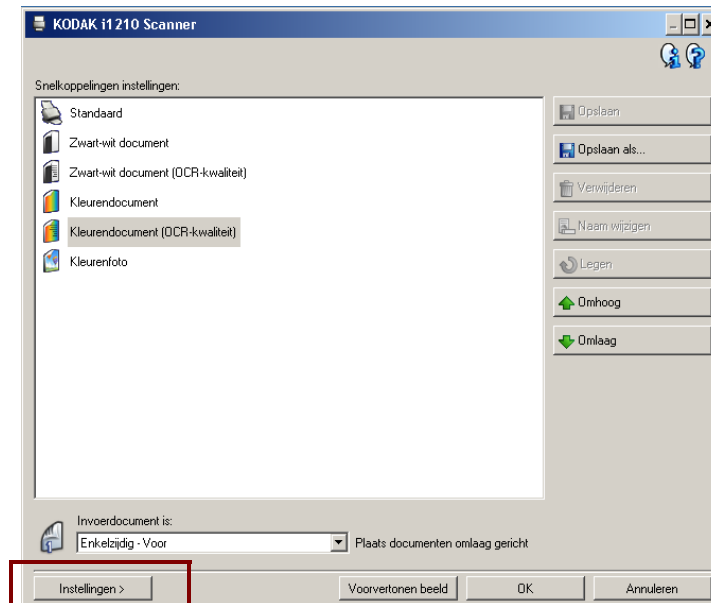 KODAK i1210 Scanner
Snelkoppelingen instellingen:
Standaard
Zwart-wit document
Zwart-wit document (OCR-kwaliteit)
Kleurendocument
Kleurendocument (OCR-kwaliteit)
Kleurenfoto
Opslaan
Opslaan als...
Verwijderen
Naam wijzigen
Legen
Omhoog
Omlaag
Invoerdocument is:
Enkelzijdig - Voor
Plaats documenten omlaag gericht
Instellingen >
Voorvertonen beeld
OK
Annuleren